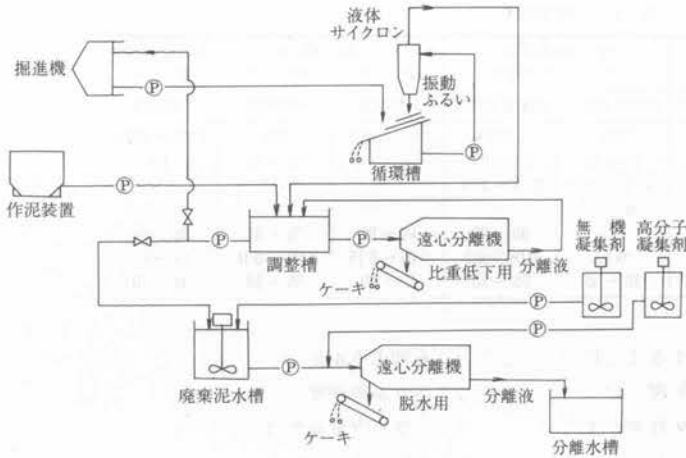 液体
サイクロン
掘進機
P
振動
ふるい
P
循環槽
P
作泥装置
P
P
調整槽
遠心分離機
比重低下用
分離液
ケーキ
無機
凝集剤
高分子
凝集剤
P
P
P
廃棄泥水槽
遠心分離機
脱水用
分離液
ケーキ
分離水槽